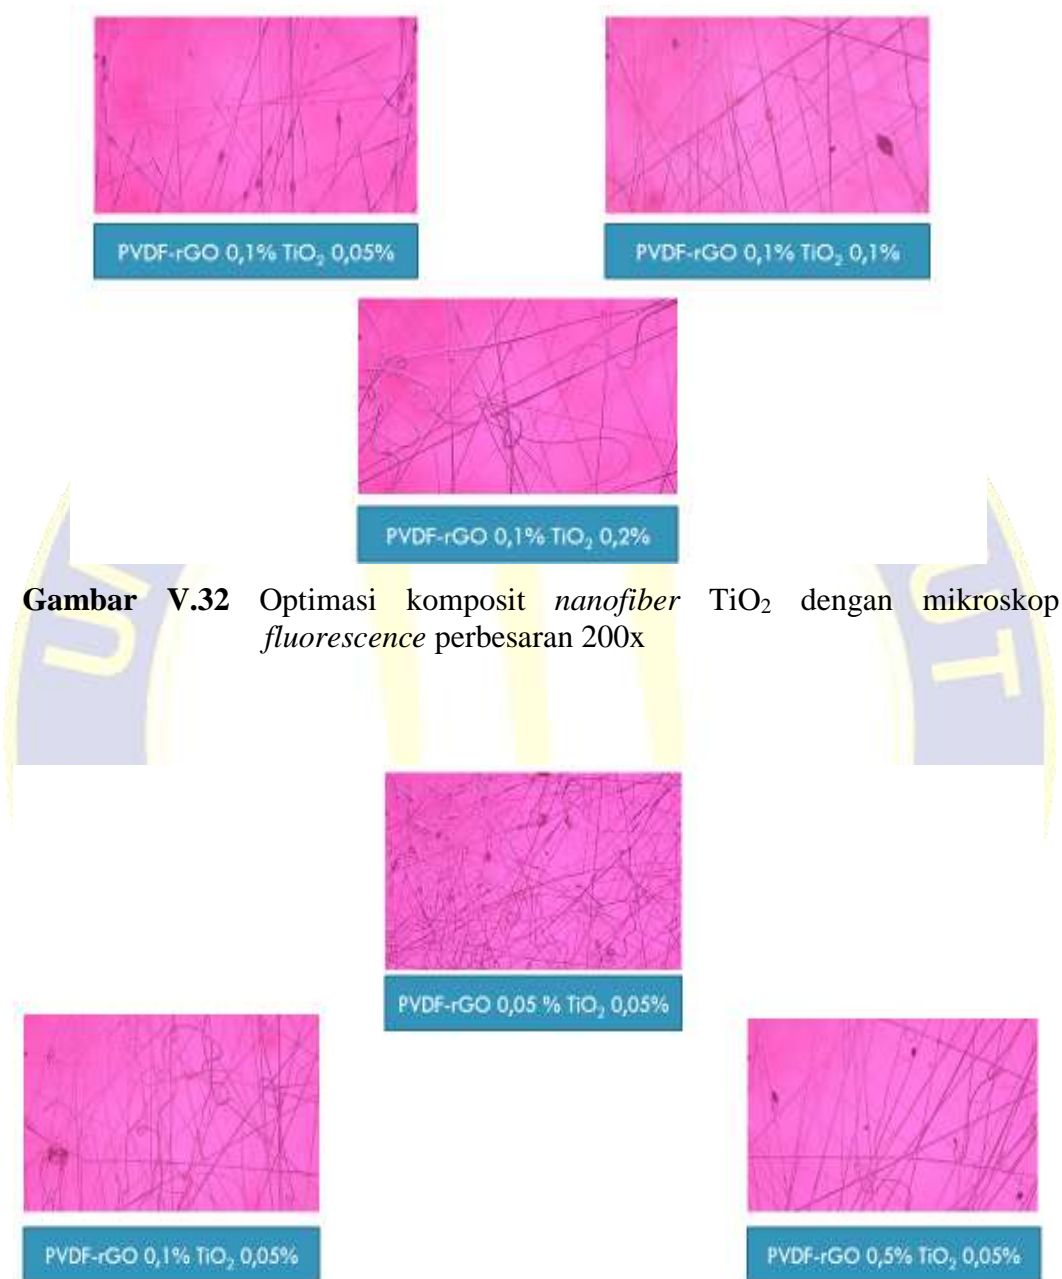 PVDF-rGO 0,1% TiO₂ 0,05%
PVDF-rGO 0,1% TiO₂ 0,1%
PVDF-rGO 0,1% TiO₂ 0,2%
Gambar V.32 Optimasi komposit nanofiber TiO₂ dengan mikroskop
fluorescence perbesaran 200x
UT
PVDF-rGO 0,05 % TiO₂ 0,05%
PVDF-rGO 0,1% TiO₂ 0,05%
PVDF-rGO 0,5% TiO₂ 0,05%